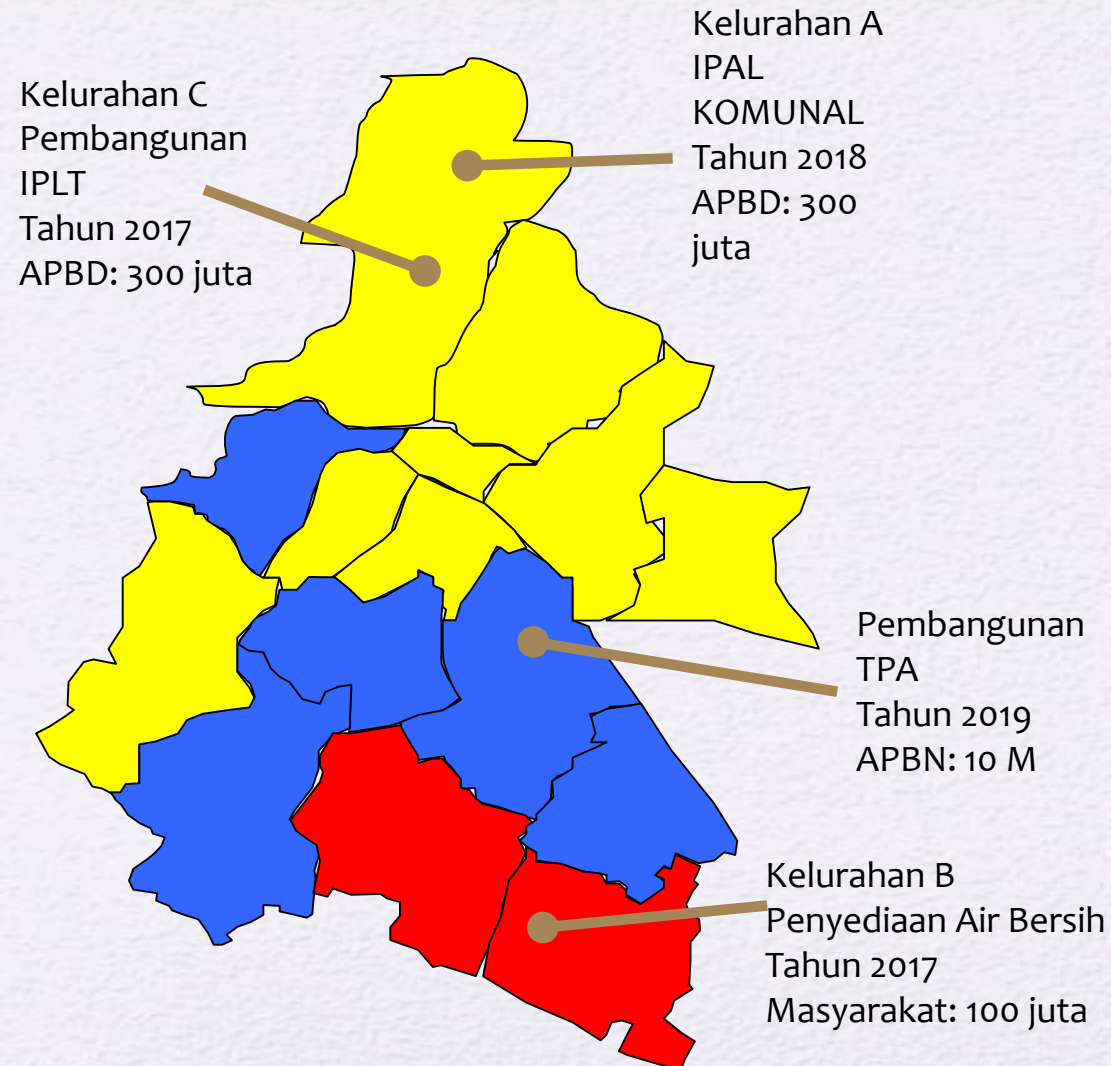 Kelurahan A
IPAL
KOMUNAL
Tahun 2018
APBD: 300
juta
Kelurahan C
Pembangunan
IPLT
Tahun 2017
APBD: 300 juta
Pembangunan
TPA
Tahun 2019
APBN: 10 M
Kelurahan B
Penyediaan Air Bersih
Tahun 2017
Masyarakat: 100 juta